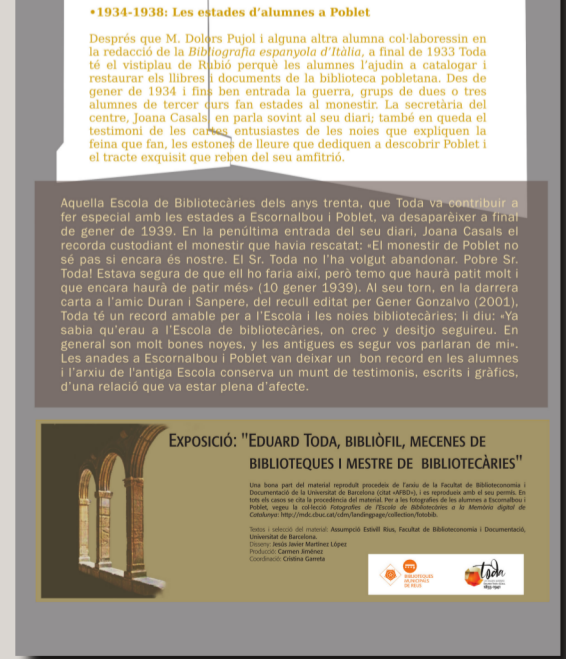 •1934-1938: Les estades d'alumnes a Poblet
Després que M. Dolors Pujol i alguna altra alumna col·laboressin en
la redacció de la Bibliografia espanyola d'Itàlia, a final de 1933 Toda
té el vistiplau de Rubió perquè les alumnes l'ajudin a catalogar i
restaurar els llibres i documents de la biblioteca pobletana. Des de
gener de 1934 i fins ben entrada la guerra, grups de dues o tres
alumnes de tercer curs fan estades al monestir. La secretària del
centre, Joana Casals, en parla sovint al seu diari; també en queda el
testimoni de les cartes entusiastes de les noies que expliquen la
feina que fan, les estones de lleure que dediquen a descobrir Poblet i
el tracte exquisit que reben del seu amfitrió.
Aquella Escola de Bibliotecàries dels anys trenta, que Toda va contribuir a
fer especial amb les estades a Escornalbou i Poblet, va desaparèixer a final
de gener de 1939. En la penúltima entrada del seu diari, Joana Casals el
recorda custodiant el monestir que havia rescatat: «El monestir de Poblet no
sé pas si encara és nostre. El Sr. Toda no l'ha volgut abandonar. Pobre Sr.
Toda! Estava segura de que ell ho faria així, però temo que haurà patit molt i
que encara haurà de patir més» (10 gener 1939). Al seu torn, en la darrera
carta a l'amic Duran i Sanpere, del recull editat per Gener Gonzalvo (2001),
Toda té un record amable per a l'Escola i les noies bibliotecàries; li diu: «Ya
sabia qu'erau a l'Escola de bibliotecàries, on crec y desitjo seguireu. En
general son molt bones noyes, y les antigues es segur vos parlaran de mi».
Les anades a Escornalbou i Poblet van deixar un bon record en les alumnes
i l'arxiu de l'antiga Escola conserva un munt de testimonis, escrits i gràfics,
d'una relació que va estar plena d'afecte.
Exposició: "Eduard Toda, bibliòfil, mecenes de
biblioteques i mestre de bibliotecàries"
Una bona part del material reproduït procedeix de l'arxiu de la Facultat de Biblioteconomia i
Documentació de la Universitat de Barcelona (citat «AFBD»), i es reprodueix amb el seu permís. En
tots els casos se cita la procedència del material. Per a les fotografies de les alumnes a Escornalbou i
Poblet, vegeu la col·lecció Fotografies de l'Escola de Bibliotecàries a la Memòria digital de
Catalunya: http://mdc.cbuc.cat/cdm/landingpage/collection/fotobib.
Textos i selecció del material: Assumpció Estivill Rius, Facultat de Biblioteconomia i Documentació,
Universitat de Barcelona.
Disseny: Jesús Javier Martínez López
Producció: Carmen Jiménez
Coordinació: Cristina Garreta
BIBLIOTEQUES
MUNICIPALS
DE REUS
toda
1855-1941